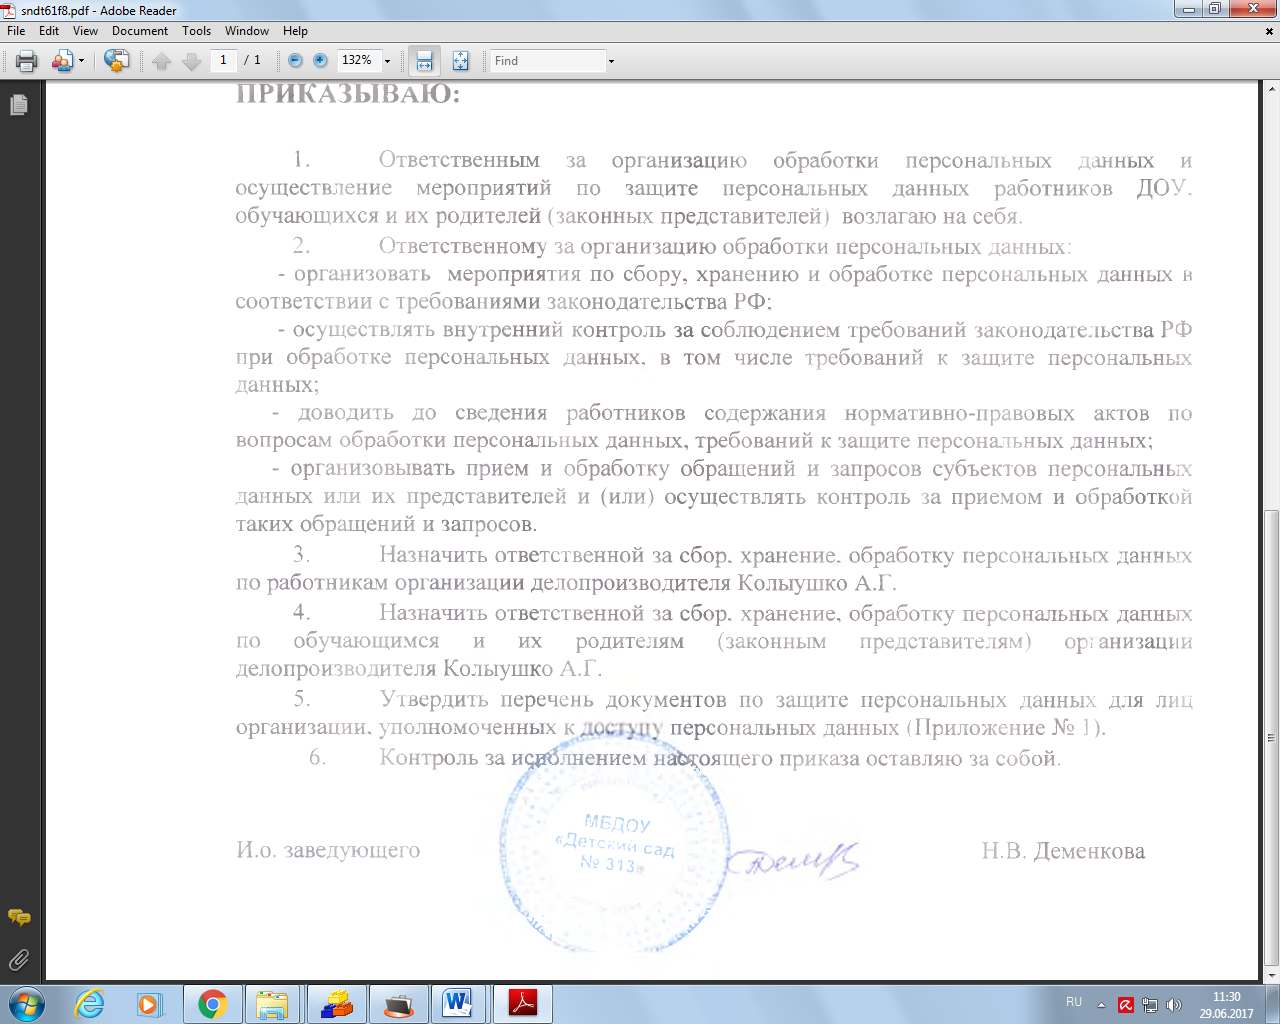 sndt61f8.pdf - Adobe Reader
File Edit View Document Tools Window Help
1 / 1 132% Find
ПРИКАЗЫВАЮ:
1. Ответственным за организацию обработки персональных данных и
осуществление мероприятий по защите персональных данных работников ДОУ,
обучающихся и их родителей (законных представителей) возлагаю на себя.
2. Ответственному за организацию обработки персональных данных:
- организовать мероприятия по сбору, хранению и обработке персональных данных в
соответствии с требованиями законодательства РФ;
- осуществлять внутренний контроль за соблюдением требований законодательства РФ
при обработке персональных данных, в том числе требований к защите персональных
данных;
- доводить до сведения работников содержания нормативно-правовых актов по
вопросам обработки персональных данных, требований к защите персональных данных;
- организовывать прием и обработку обращений и запросов субъектов персональных
данных или их представителей и (или) осуществлять контроль за приемом и обработкой
таких обращений и запросов.
3. Назначить ответственной за сбор, хранение, обработку персональных данных
по работникам организации делопроизводителя Колыушко А.Г.
4. Назначить ответственной за сбор, хранение, обработку персональных данных
по обучающимся и их родителям (законным представителям) организации
делопроизводителя Колыушко А.Г.
5. Утвердить перечень документов по защите персональных данных для лиц
организации, уполномоченных к доступу персональных данных (Приложение № 1).
6. Контроль за исполнением настоящего приказа оставляю за собой.
МБДОУ
«Детский сад
№ 313»
И.о. заведующего Н.В. Деменкова
RU 11:30
29.06.2017